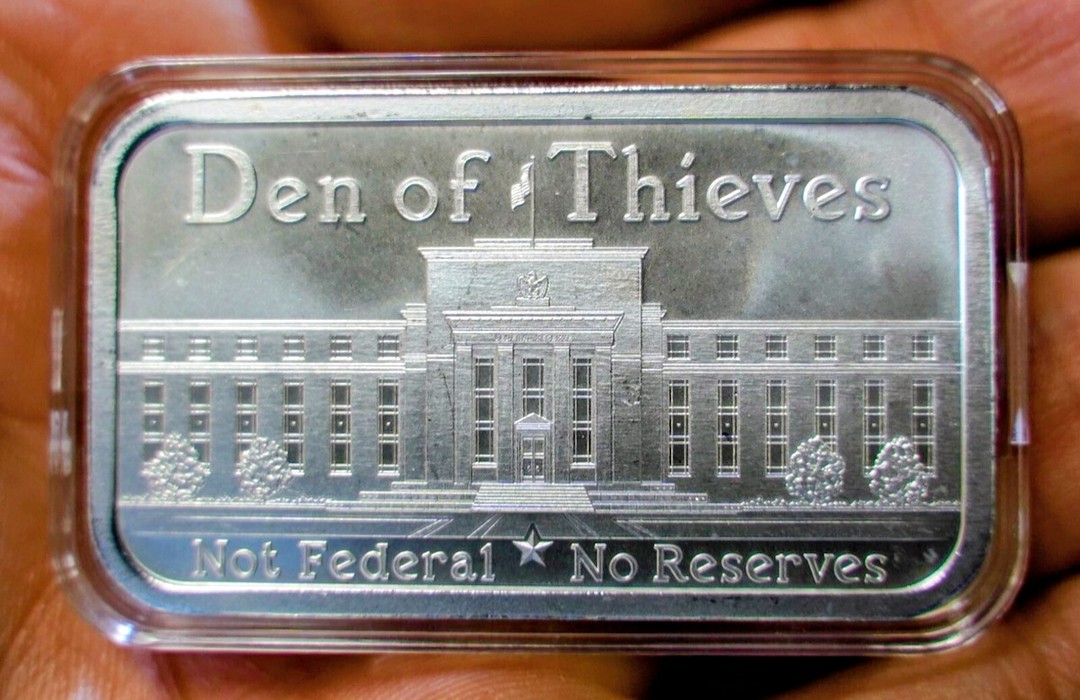 Den of Thieves
Not Federal ★ No Reserves